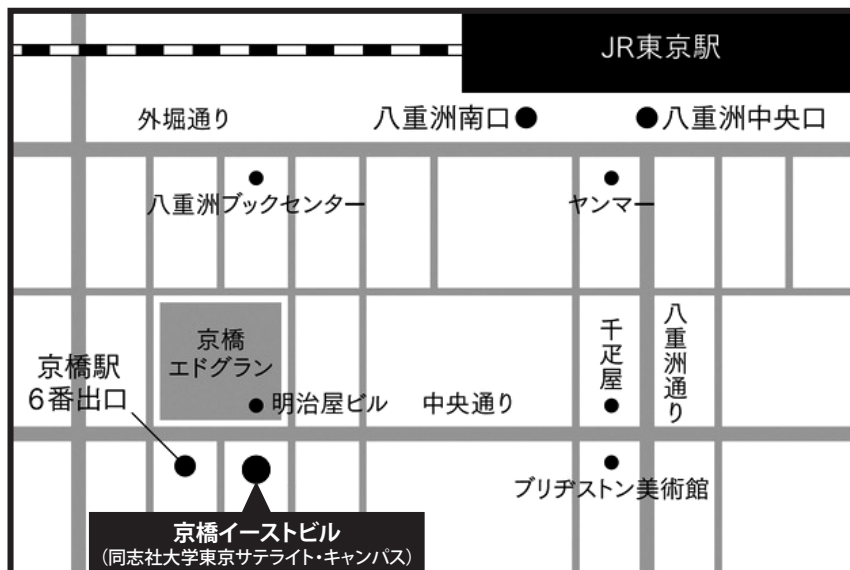 JR東京駅
外堀通り
八重洲南口
八重洲中央口
八重洲ブックセンター
ヤンマー
京橋
エドグラン
千疋屋
八重洲通り
京橋駅
6番出口
明治屋ビル
中央通り
ブリヂストン美術館
京橋イーストビル
(同志社大学東京サテライト・キャンパス)